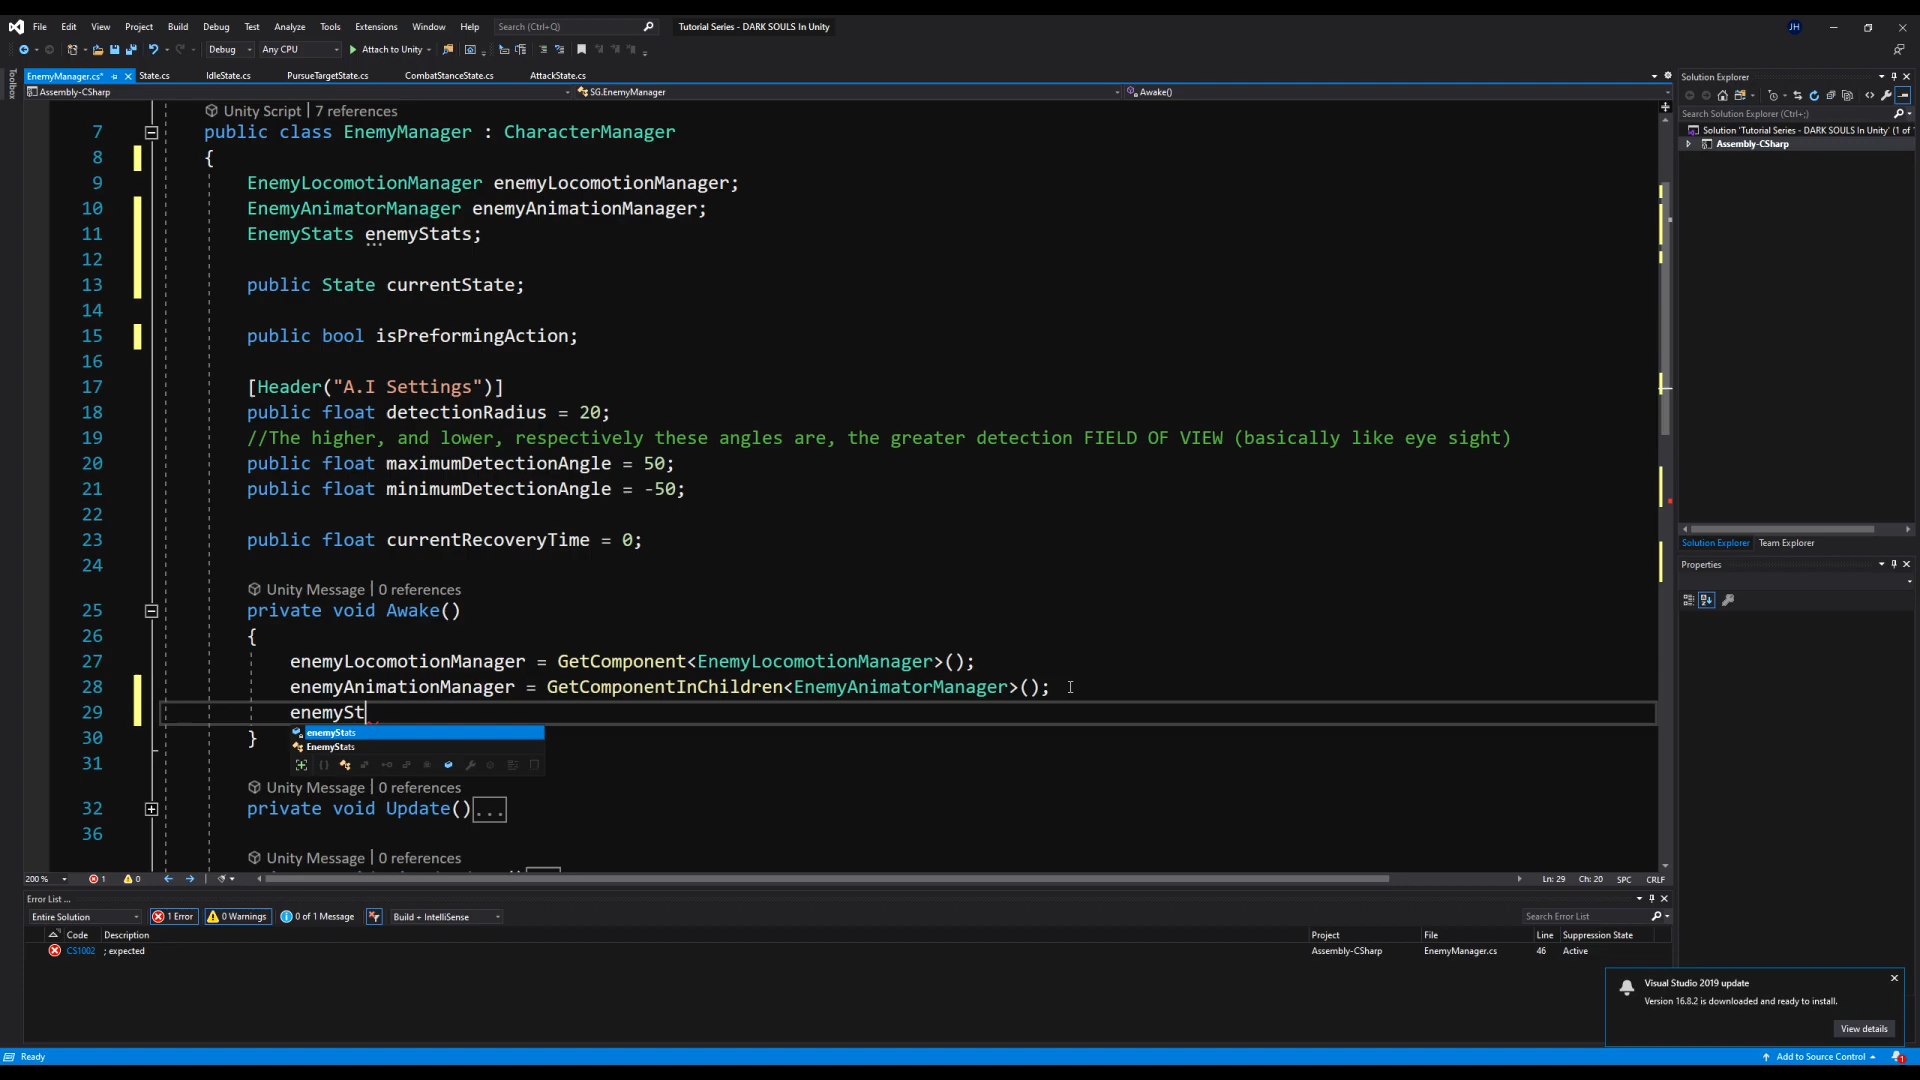 File Edit View Project Build Debug Test Analyze Tools Extensions Window Help Search (Ctrl+Q) Tutorial Series - DARK SOULS In Unity JH
Debug Any CPU Attach to Unity
EnemyManager.cs* State.cs IdleState.cs PursueTargetState.cs CombatStanceState.cs AttackState.cs
Assembly-CSharp SG.EnemyManager Awake()
Toolbox
Unity Script | 7 references
7 public class EnemyManager : CharacterManager
8 {
9 EnemyLocomotionManager enemyLocomotionManager;
10 EnemyAnimatorManager enemyAnimationManager;
11 EnemyStats enemyStats;
12
13 public State currentState;
14
15 public bool isPreformingAction;
16
17 [Header("A.I Settings")]
18 public float detectionRadius = 20;
19 //The higher, and lower, respectively these angles are, the greater detection FIELD OF VIEW (basically like eye sight)
20 public float maximumDetectionAngle = 50;
21 public float minimumDetectionAngle = -50;
22
23 public float currentRecoveryTime = 0;
24
Unity Message | 0 references
25 private void Awake()
26 {
27 enemyLocomotionManager = GetComponent<EnemyLocomotionManager>();
28 enemyAnimationManager = GetComponentInChildren<EnemyAnimatorManager>();
29 enemySt
enemyStats
EnemyStats
30 }
31
Unity Message | 0 references
32 private void Update()...
36
Unity Message | 0 references
200 % 1 0 Ln: 29 Ch: 20 SPC CRLF
Error List ...
Entire Solution 1 Error 0 Warnings 0 of 1 Message Build + IntelliSense Search Error List
Code Description Project File Line Suppression State
CS1002 ; expected Assembly-CSharp EnemyManager.cs 46 Active
Solution Explorer
Search Solution Explorer (Ctrl+;)
Solution 'Tutorial Series - DARK SOULS In Unity' (1 of
Assembly-CSharp
Solution Explorer Team Explorer
Properties
Visual Studio 2019 update
Version 16.8.2 is downloaded and ready to install.
View details
Ready Add to Source Control 1